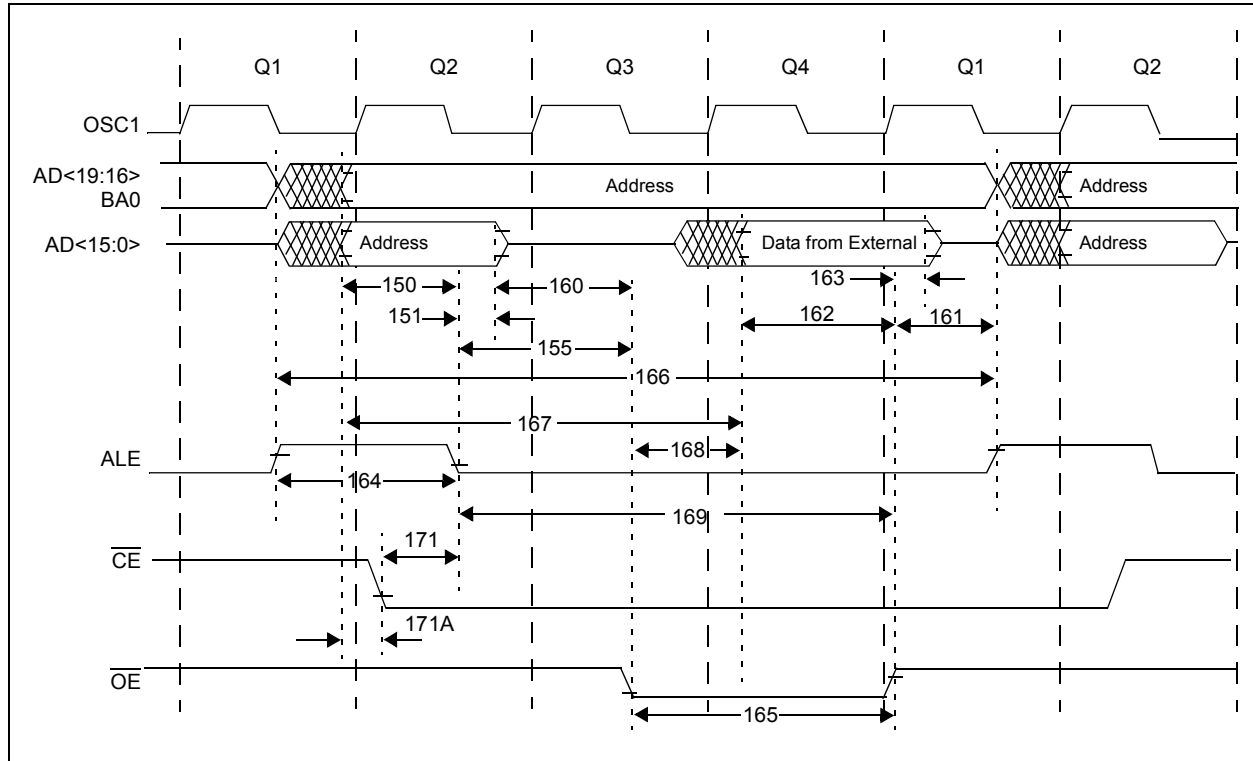 Q1 Q2 Q3 Q4 Q1 Q2
OSC1
AD<19:16>
BA0
Address Address
AD<15:0>
Address Data from External Address
150 160 163
151 162 161
155
166
167
168
ALE
164
169
171
CE
171A
OE
165